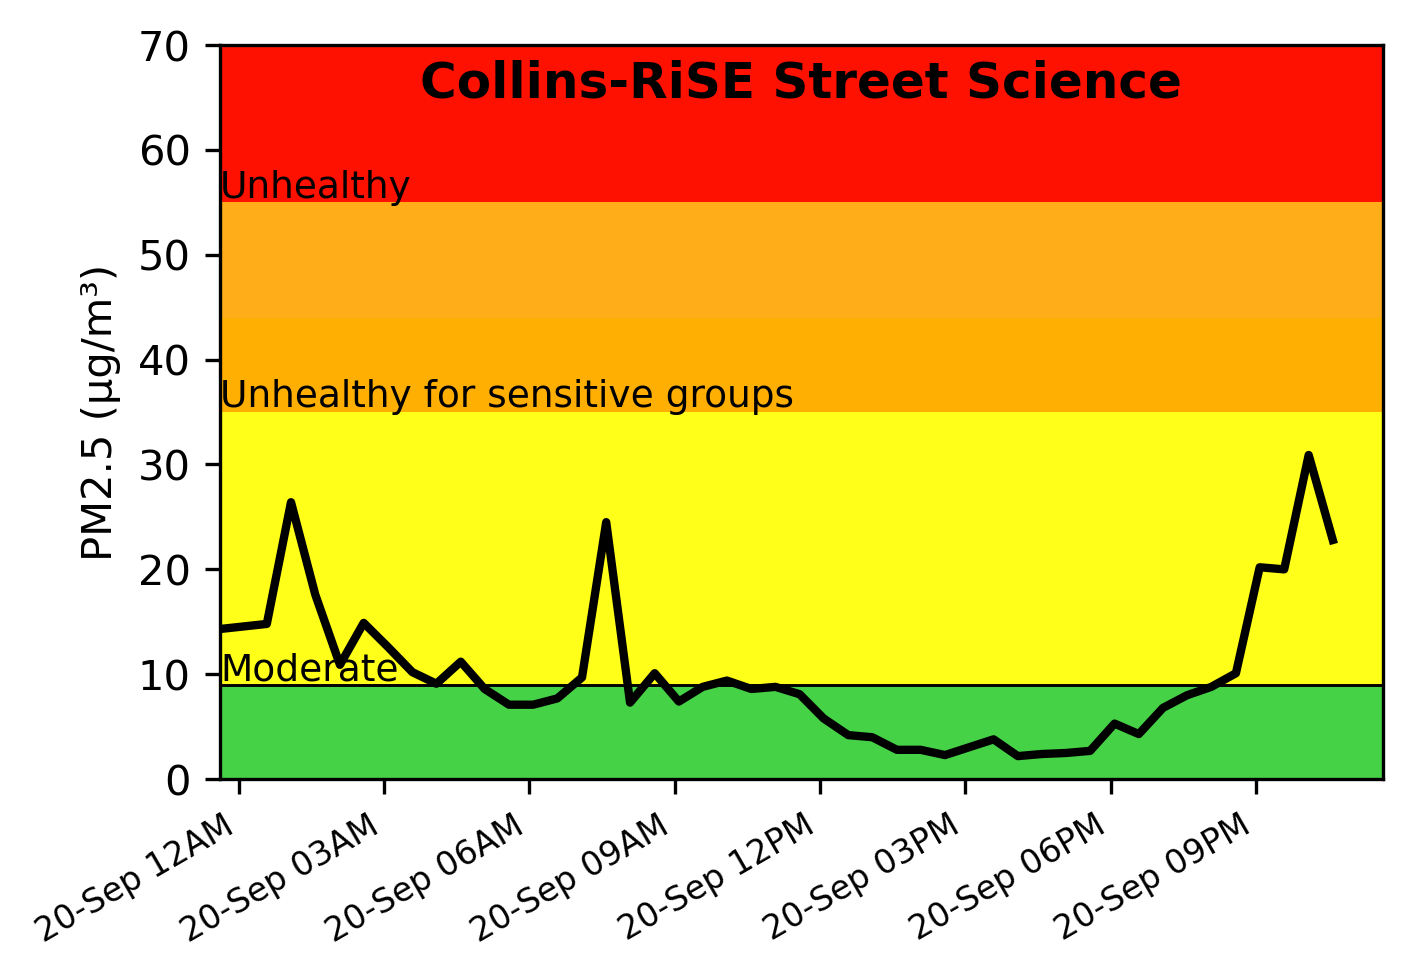 Collins-RiSE Street Science
70
60
Unhealthy
50
40
Unhealthy for sensitive groups
30
20
Moderate
10
0
PM2.5 (µg/m³)
20-Sep 12AM
20-Sep 03AM
20-Sep 06AM
20-Sep 09AM
20-Sep 12PM
20-Sep 03PM
20-Sep 06PM
20-Sep 09PM